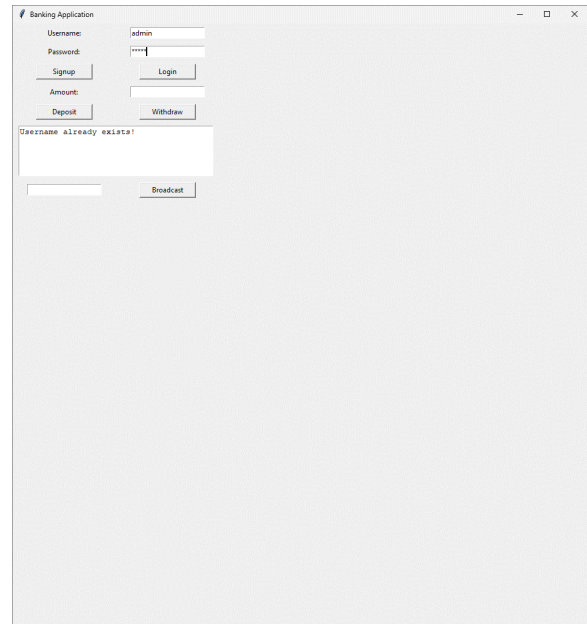 Banking Application
Username: admin
Password: *****
Signup Login
Amount:
Deposit Withdraw
Username already exists!
Broadcast